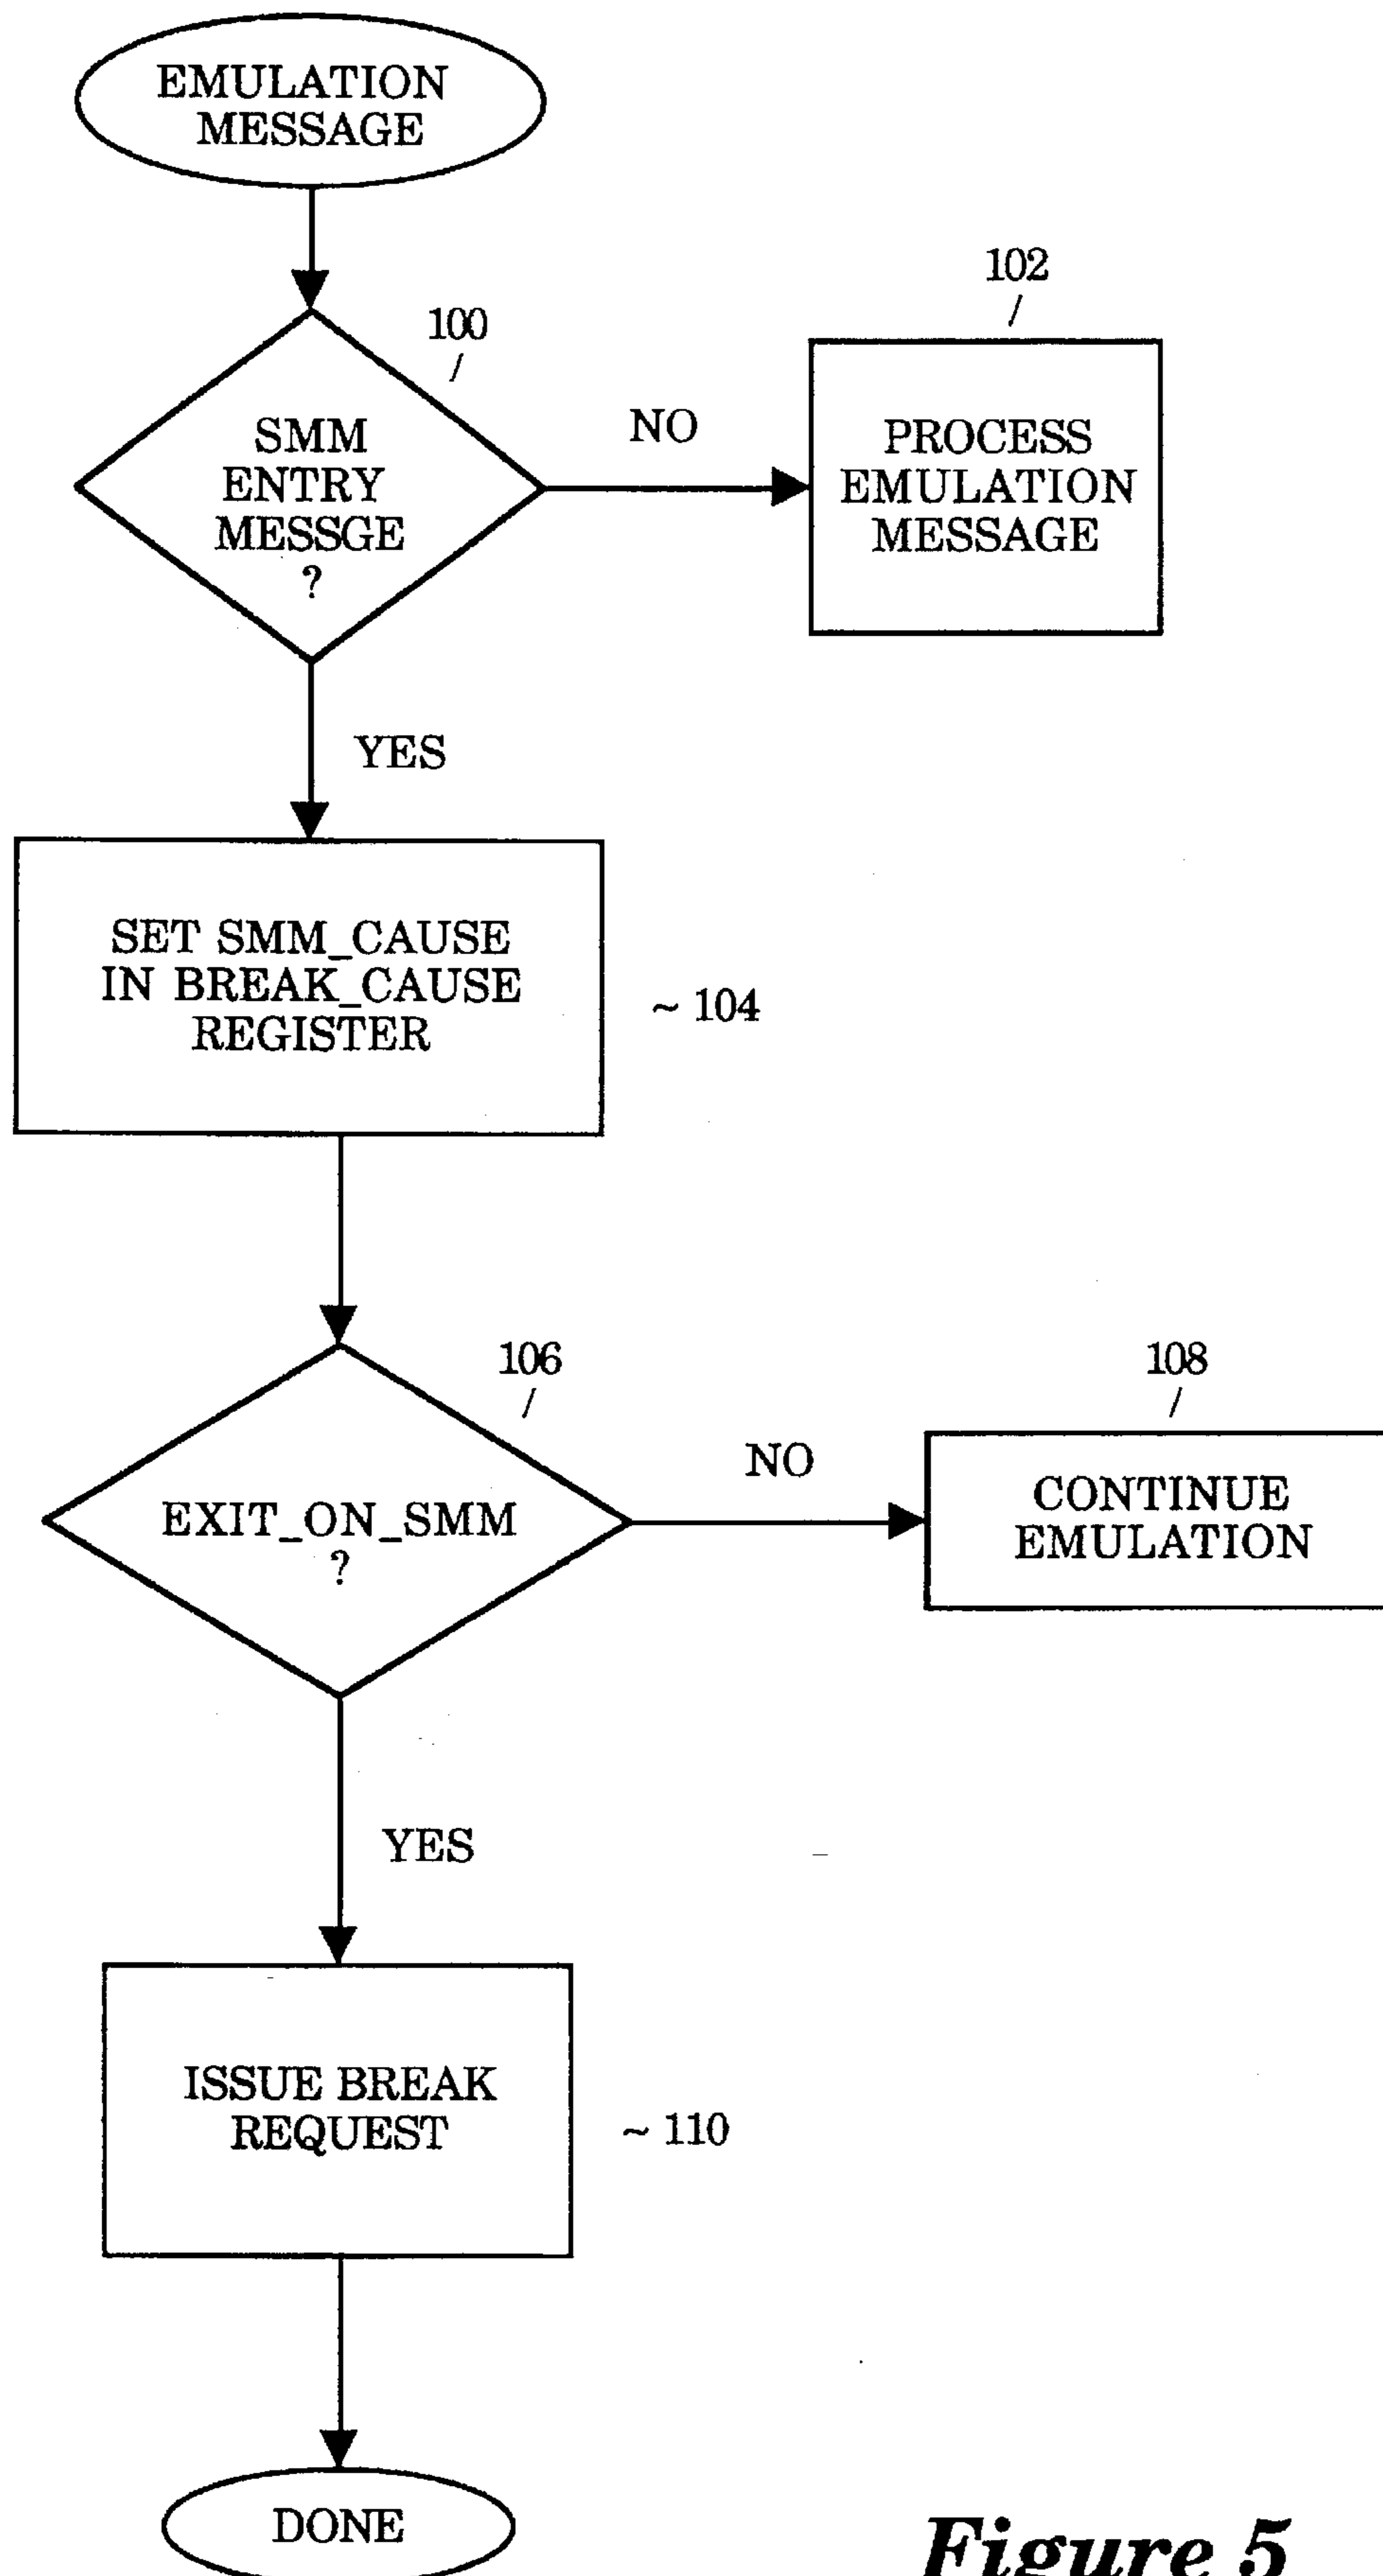 EMULATION
MESSAGE
100
SMM
ENTRY
MESSGE
?
NO
102
PROCESS
EMULATION
MESSAGE
YES
SET SMM_CAUSE
IN BREAK_CAUSE
REGISTER
~ 104
106
EXIT_ON_SMM
?
NO
108
CONTINUE
EMULATION
YES
ISSUE BREAK
REQUEST
~ 110
DONE
Figure 5